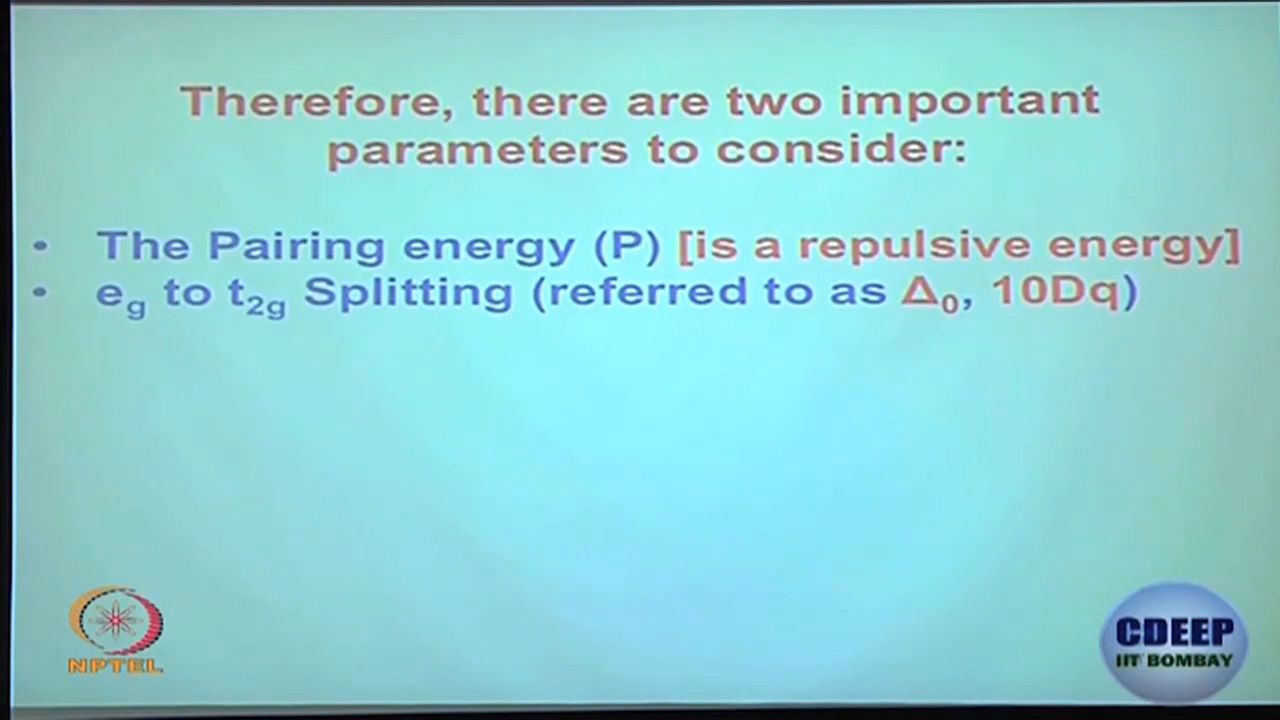 Therefore, there are two important
parameters to consider:
• The Pairing energy (P) [is a repulsive energy]
• eg to t2g Splitting (referred to as Δ0, 10Dq)
NPTEL
CDEEP
IIT BOMBAY